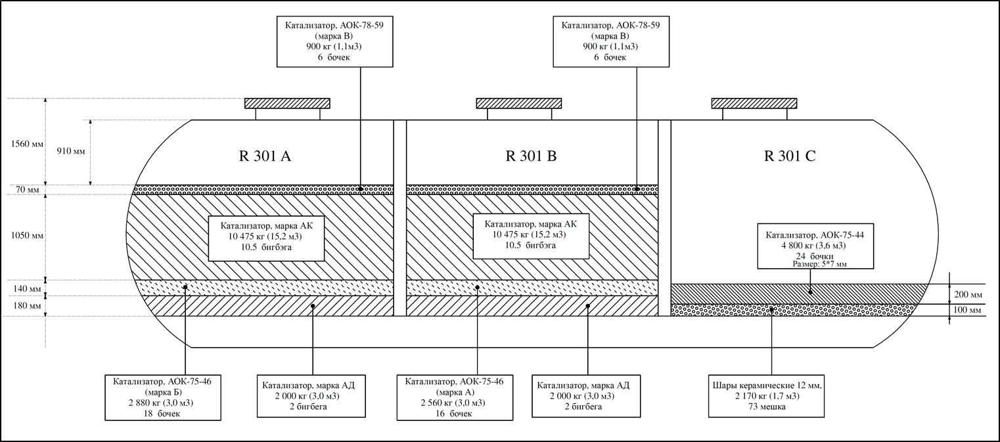 Катализатор, АОК-78-59
(марка В)
900 кг (1,1м3)
6 бочек
Катализатор, АОК-78-59
(марка В)
900 кг (1,1м3)
6 бочек
1560 мм
910 мм
R 301 A
R 301 B
R 301 C
70 мм
1050 мм
Катализатор, марка АК
10 475 кг (15,2 м3)
10.5 бигбэга
Катализатор, марка АК
10 475 кг (15,2 м3)
10.5 бигбэга
Катализатор, АОК-75-44
4 800 кг (3,6 м3)
24 бочки
Размер: 5*7 мм
140 мм
180 мм
200 мм
100 мм
Катализатор, АОК-75-46
(марка Б)
2 880 кг (3,0 м3)
18 бочек
Катализатор, марка АД
2 000 кг (3,0 м3)
2 бигбега
Катализатор, АОК-75-46
(марка А)
2 560 кг (3,0 м3)
16 бочек
Катализатор, марка АД
2 000 кг (3,0 м3)
2 бигбега
Шары керамические 12 мм,
2 170 кг (1,7 м3)
73 мешка